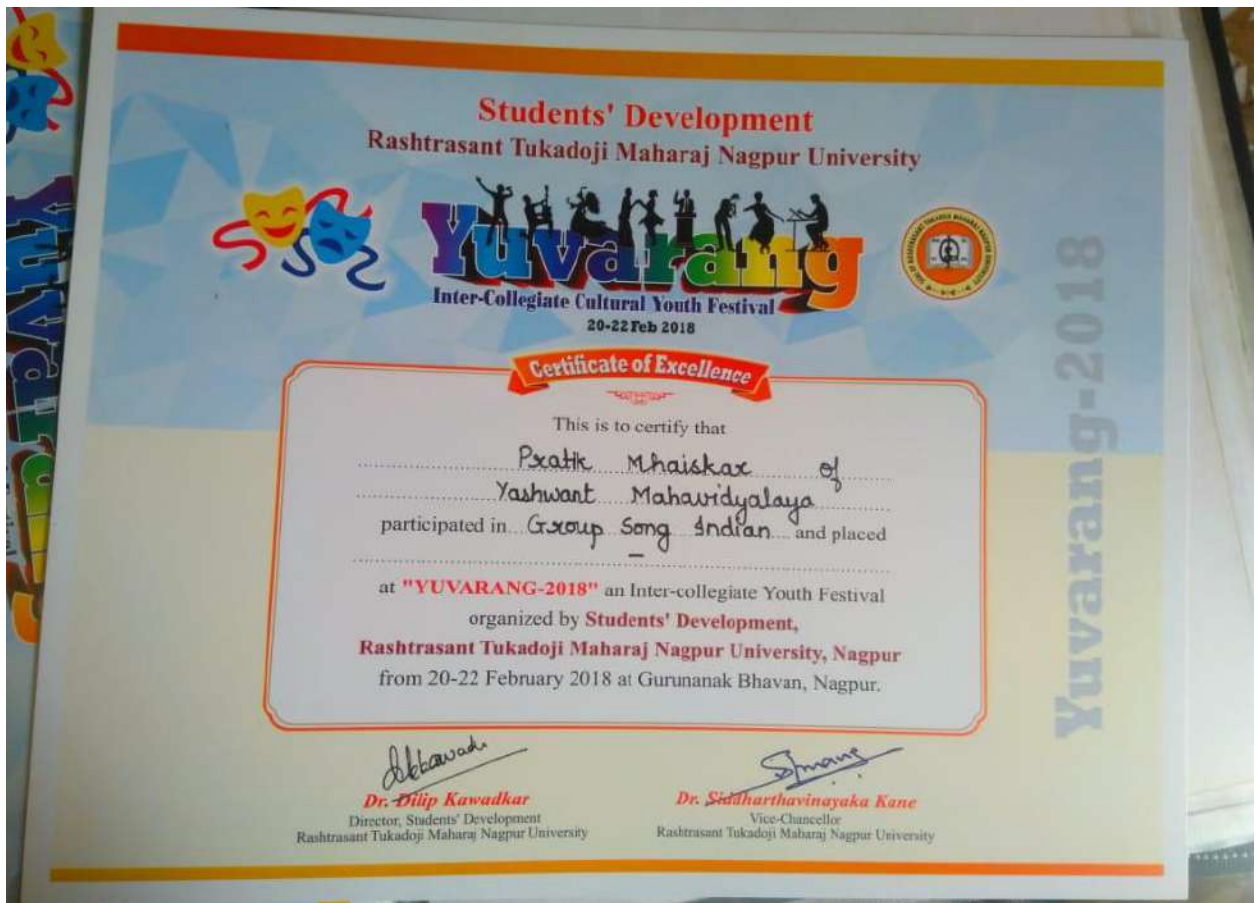 Students' Development
Rashtrasant Tukadoji Maharaj Nagpur University
Yuvarang
Inter-Collegiate Cultural Youth Festival
20-22 Feb 2018
Certificate of Excellence
This is to certify that
Pratik Mhaiskar of
Yashwant Mahavidyalaya
participated in Group Song Indian and placed
–
at "YUVARANG-2018" an Inter-collegiate Youth Festival
organized by Students' Development,
Rashtrasant Tukadoji Maharaj Nagpur University, Nagpur
from 20-22 February 2018 at Gurunanak Bhavan, Nagpur.
Dr. Dilip Kawadkar
Director, Students' Development
Rashtrasant Tukadoji Maharaj Nagpur University
Dr. Siddharthavinayaka Kane
Vice-Chancellor
Rashtrasant Tukadoji Maharaj Nagpur University
Yuvarang-2018
Yuvarang